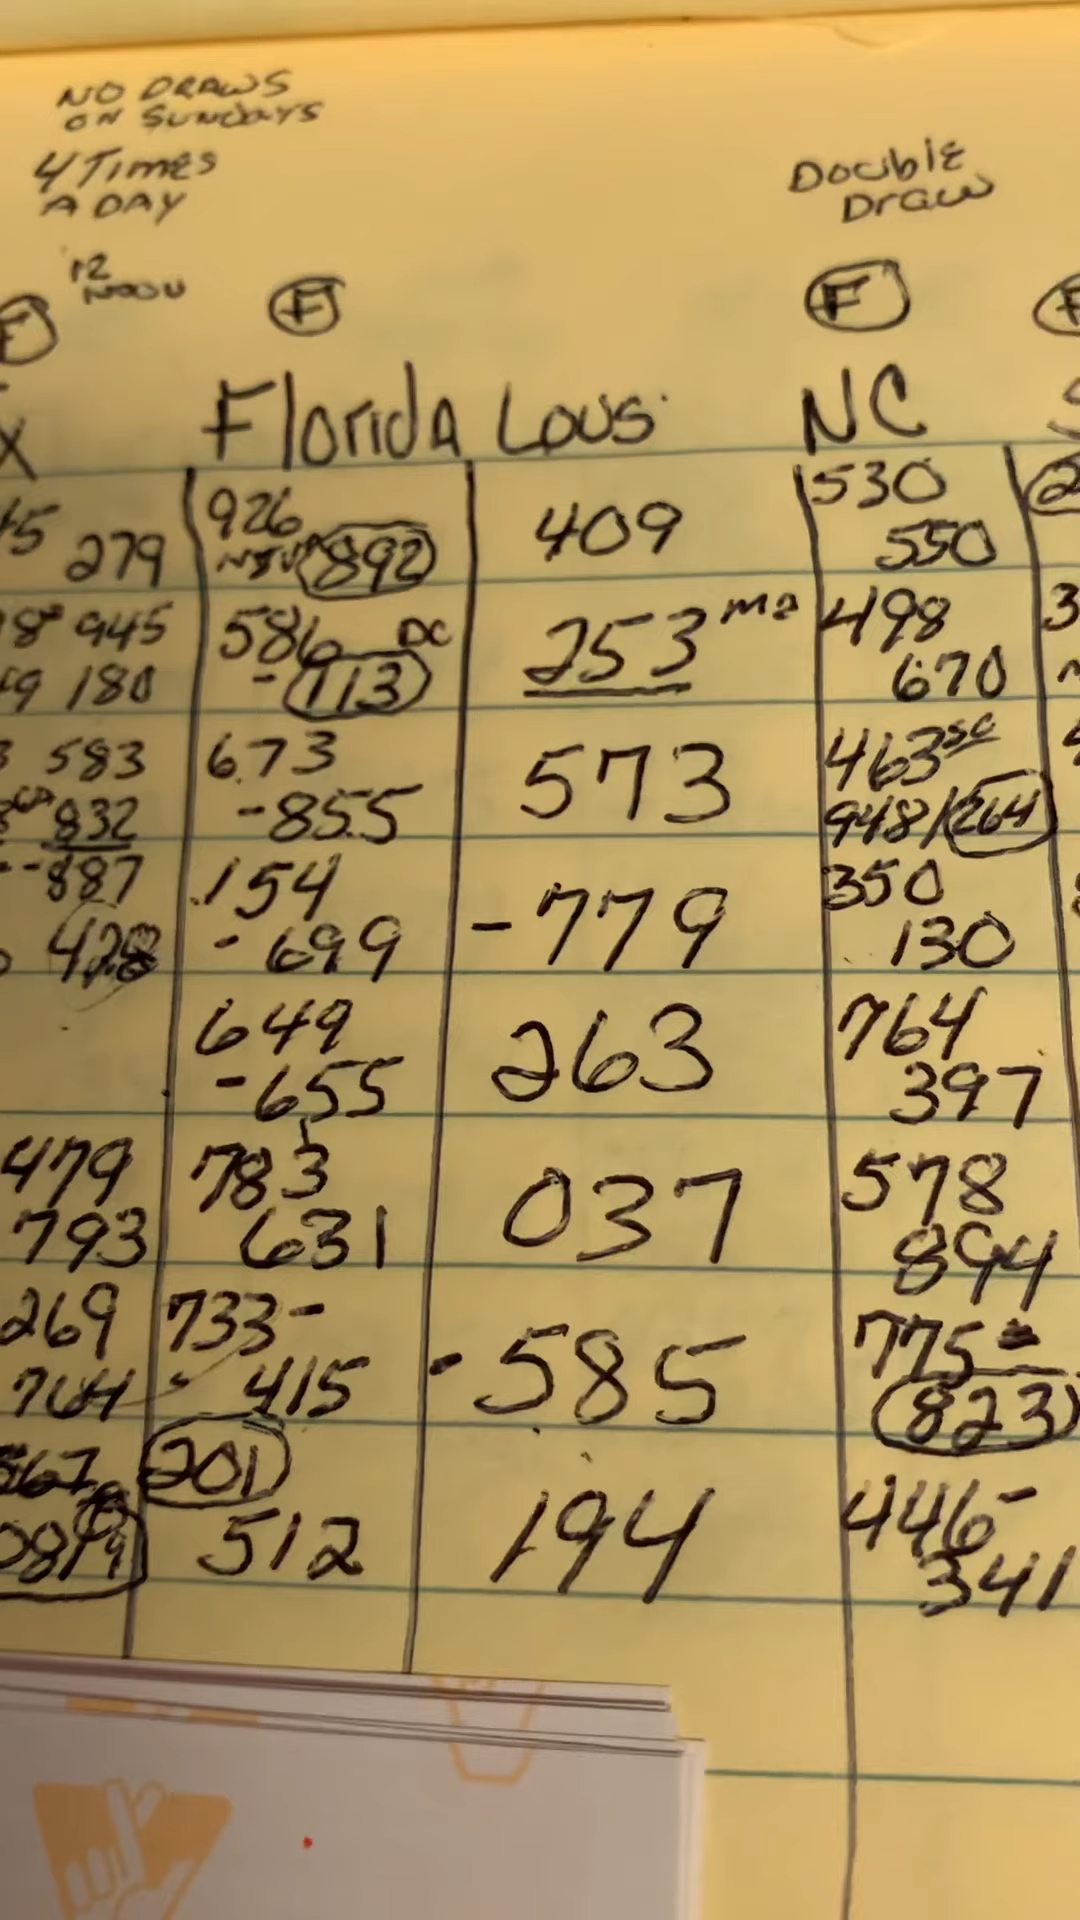 NO DRAWS
ON SUNDAYS
4 Times
A DAY
12
NOON
Double
Draw
F F
X Florida Lous. NC
926 409 530
279 892 550
945 586 DC 253 498
180 - 113 670
583 673 573 463 SC
832 -855 948/264
887 154 -779 350
428 - 699 130
649 263 764
-655 397
479 783 037 578
793 631 894
269 733- -585 775
764 - 415 823
201 194 446-
512 341